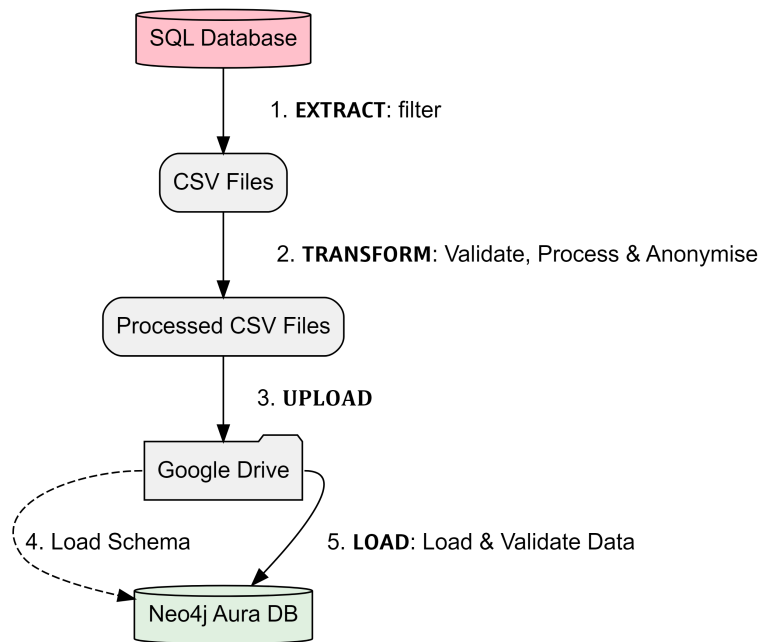 SQL Database
1. EXTRACT: filter
CSV Files
2. TRANSFORM: Validate, Process & Anonymise
Processed CSV Files
3. UPLOAD
Google Drive
4. Load Schema
5. LOAD: Load & Validate Data
Neo4j Aura DB